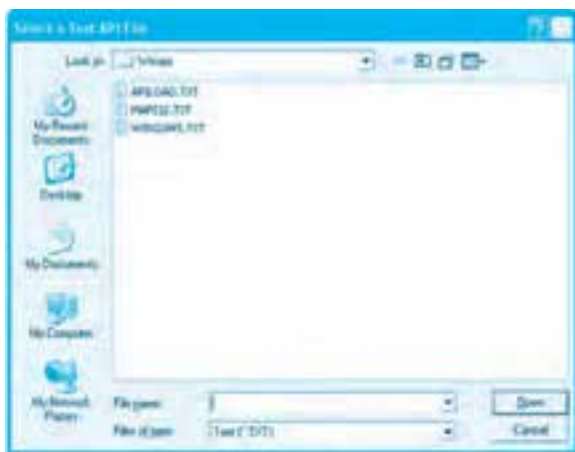 Select a Text API File
Look in: Winapi
APILOAD.TXT
MAPI32.TXT
WIN32API.TXT
My Recent
Documents
Desktop
My Documents
My Computer
My Network
Places
File name:
Files of type: Text (*.TXT)
Open
Cancel